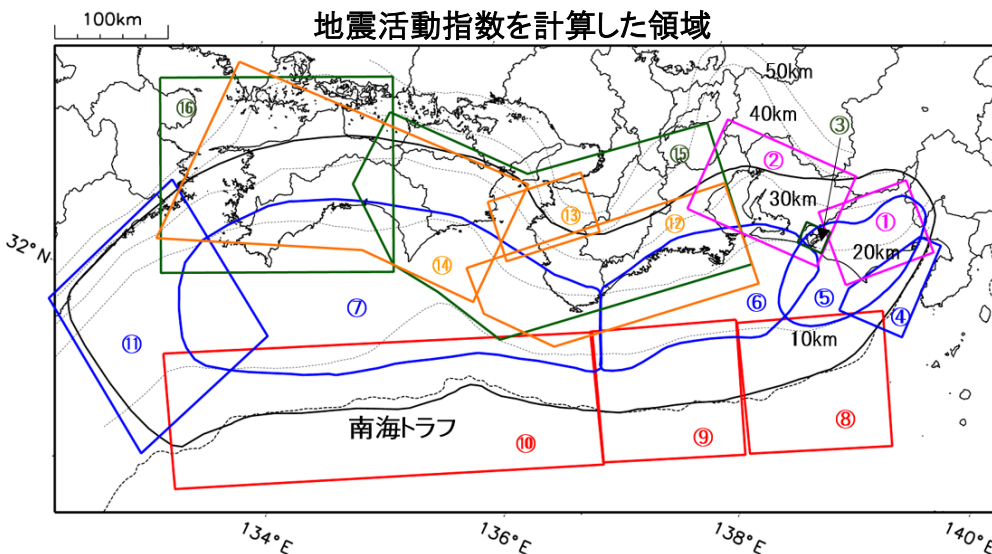 地震活動指数を計算した領域
100km
50km
40km
③
⑯
②
⑮
30km
①
⑬
⑫
20km
32°N
⑭
⑦
⑥
⑤
④
10km
⑪
南海トラフ
⑩
⑨
⑧
134°E
136°E
138°E
140°E